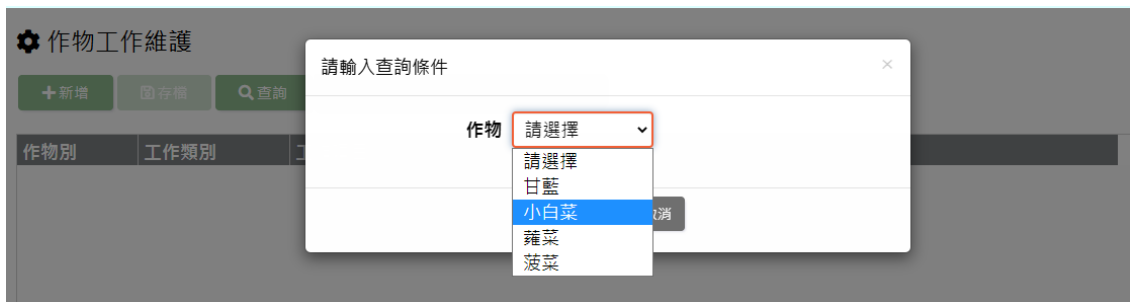 作物工作維護
新增 存檔 查詢
請輸入查詢條件 ×
作物 請選擇
請選擇
甘藍
小白菜
蕹菜
菠菜
作物別 工作類別